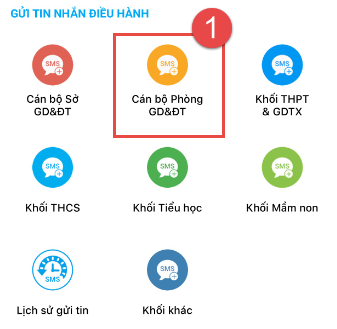 GỬI TIN NHẮN ĐIỀU HÀNH
1
SMS
SMS
SMS
Cán bộ Sở
GD&ĐT
Cán bộ Phòng
GD&ĐT
Khối THPT
& GDTX
SMS
SMS
SMS
Khối THCS
Khối Tiểu học
Khối Mầm non
SMS
SMS
Lịch sử gửi tin
Khối khác